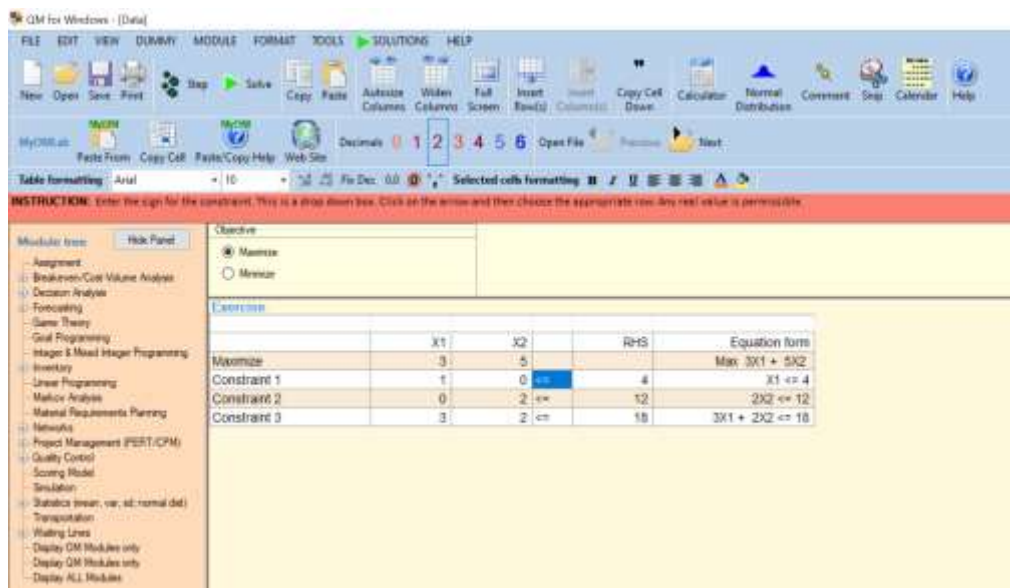 QM for Windows - [Data]
FILE EDIT VIEW DUMMY MODULE FORMAT TOOLS SOLUTIONS HELP
New Open Save Print Step Solve Copy Paste Autosize Columns Widen Columns Full Screen Insert Row(s) Insert Column(s) Copy Cell Down Calculator Normal Distribution Comment Snip Calendar Help
MyOMLab Paste From Copy Cell Paste/Copy Help Web Site Decimals 0 1 2 3 4 5 6 Open File Previous Next
Table formatting Arial 10 Fix Dec 0.0 Selected cells formatting B I U
INSTRUCTION: Enter the sign for the constraint. This is a drop down box. Click on the arrow and then choose the appropriate row. Any real value is permissible.
Module tree Hide Panel
Assignment
Breakeven/Cost Volume Analysis
Decision Analysis
Forecasting
Game Theory
Goal Programming
Integer & Mixed Integer Programming
Inventory
Linear Programming
Markov Analysis
Material Requirements Planning
Networks
Project Management (PERT/CPM)
Quality Control
Scoring Model
Simulation
Statistics (mean, var, sd; normal dist)
Transportation
Waiting Lines
Display OM Modules only
Display QM Modules only
Display ALL Modules
Objective
Maximize
Minimize
Exercise
X1 X2 RHS Equation form
Maximize 3 5 Max 3X1 + 5X2
Constraint 1 1 0 <= 4 X1 <= 4
Constraint 2 0 2 <= 12 2X2 <= 12
Constraint 3 3 2 <= 18 3X1 + 2X2 <= 18